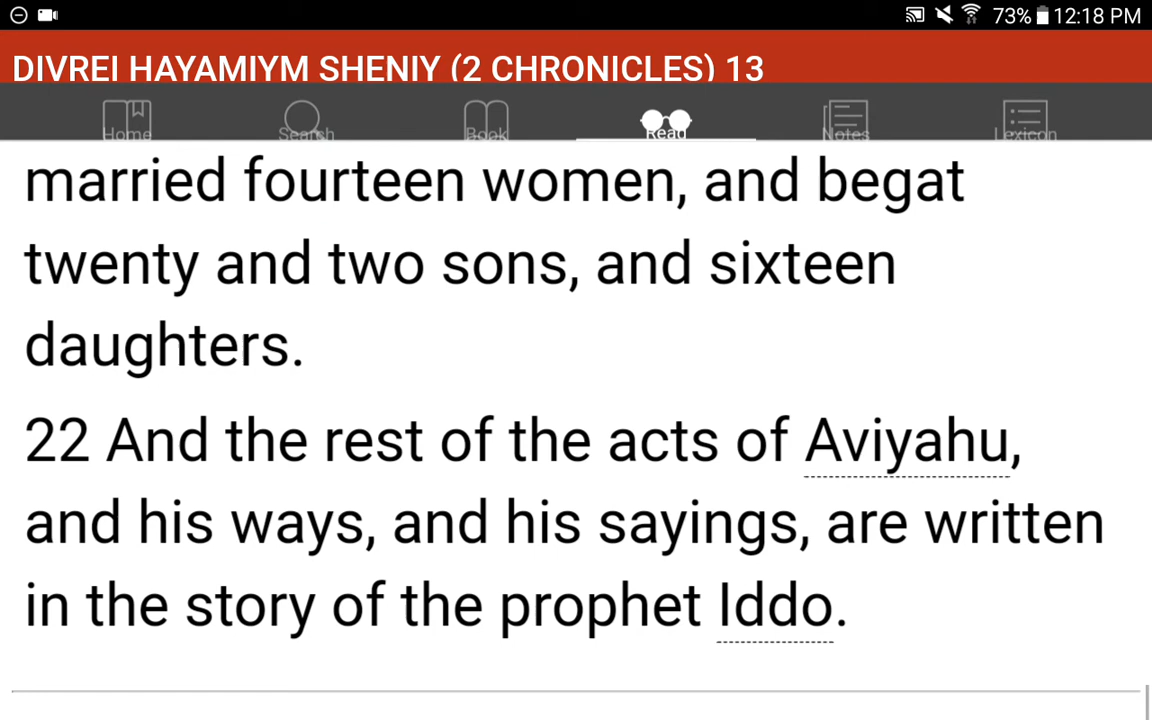 73% 12:18 PM
DIVREI HAYAMIYM SHENIY (2 CHRONICLES) 13
Home Search Book Read Notes Lexicon
married fourteen women, and begat
twenty and two sons, and sixteen
daughters.
22 And the rest of the acts of Aviyahu,
and his ways, and his sayings, are written
in the story of the prophet Iddo.